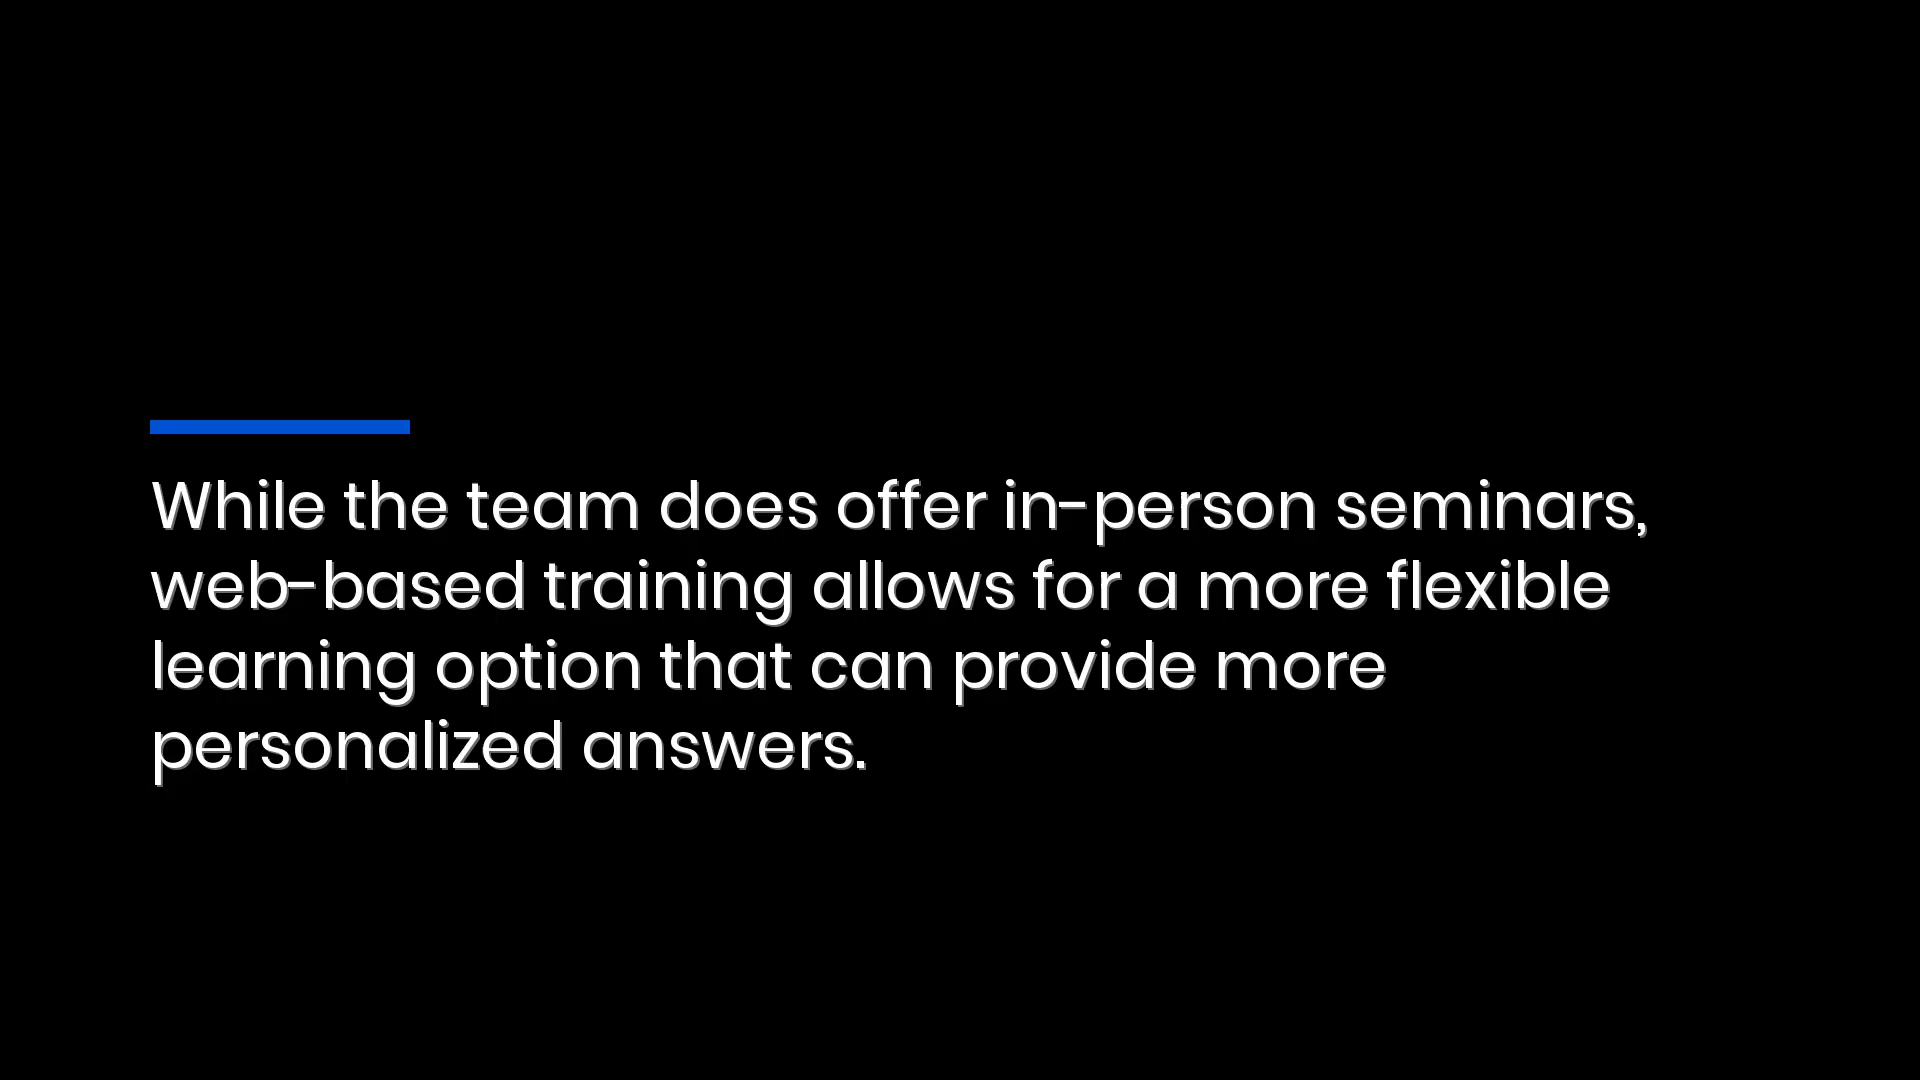 While the team does offer in-person seminars,
web-based training allows for a more flexible
learning option that can provide more
personalized answers.